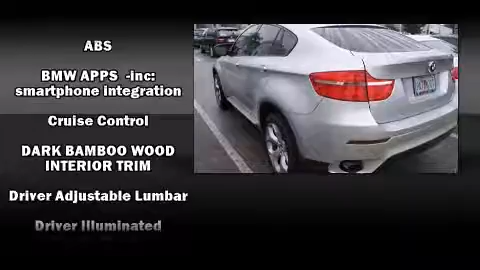 ABS
BMW APPS -inc:
smartphone integration
Cruise Control
DARK BAMBOO WOOD
INTERIOR TRIM
Driver Adjustable Lumbar
Driver Illuminated